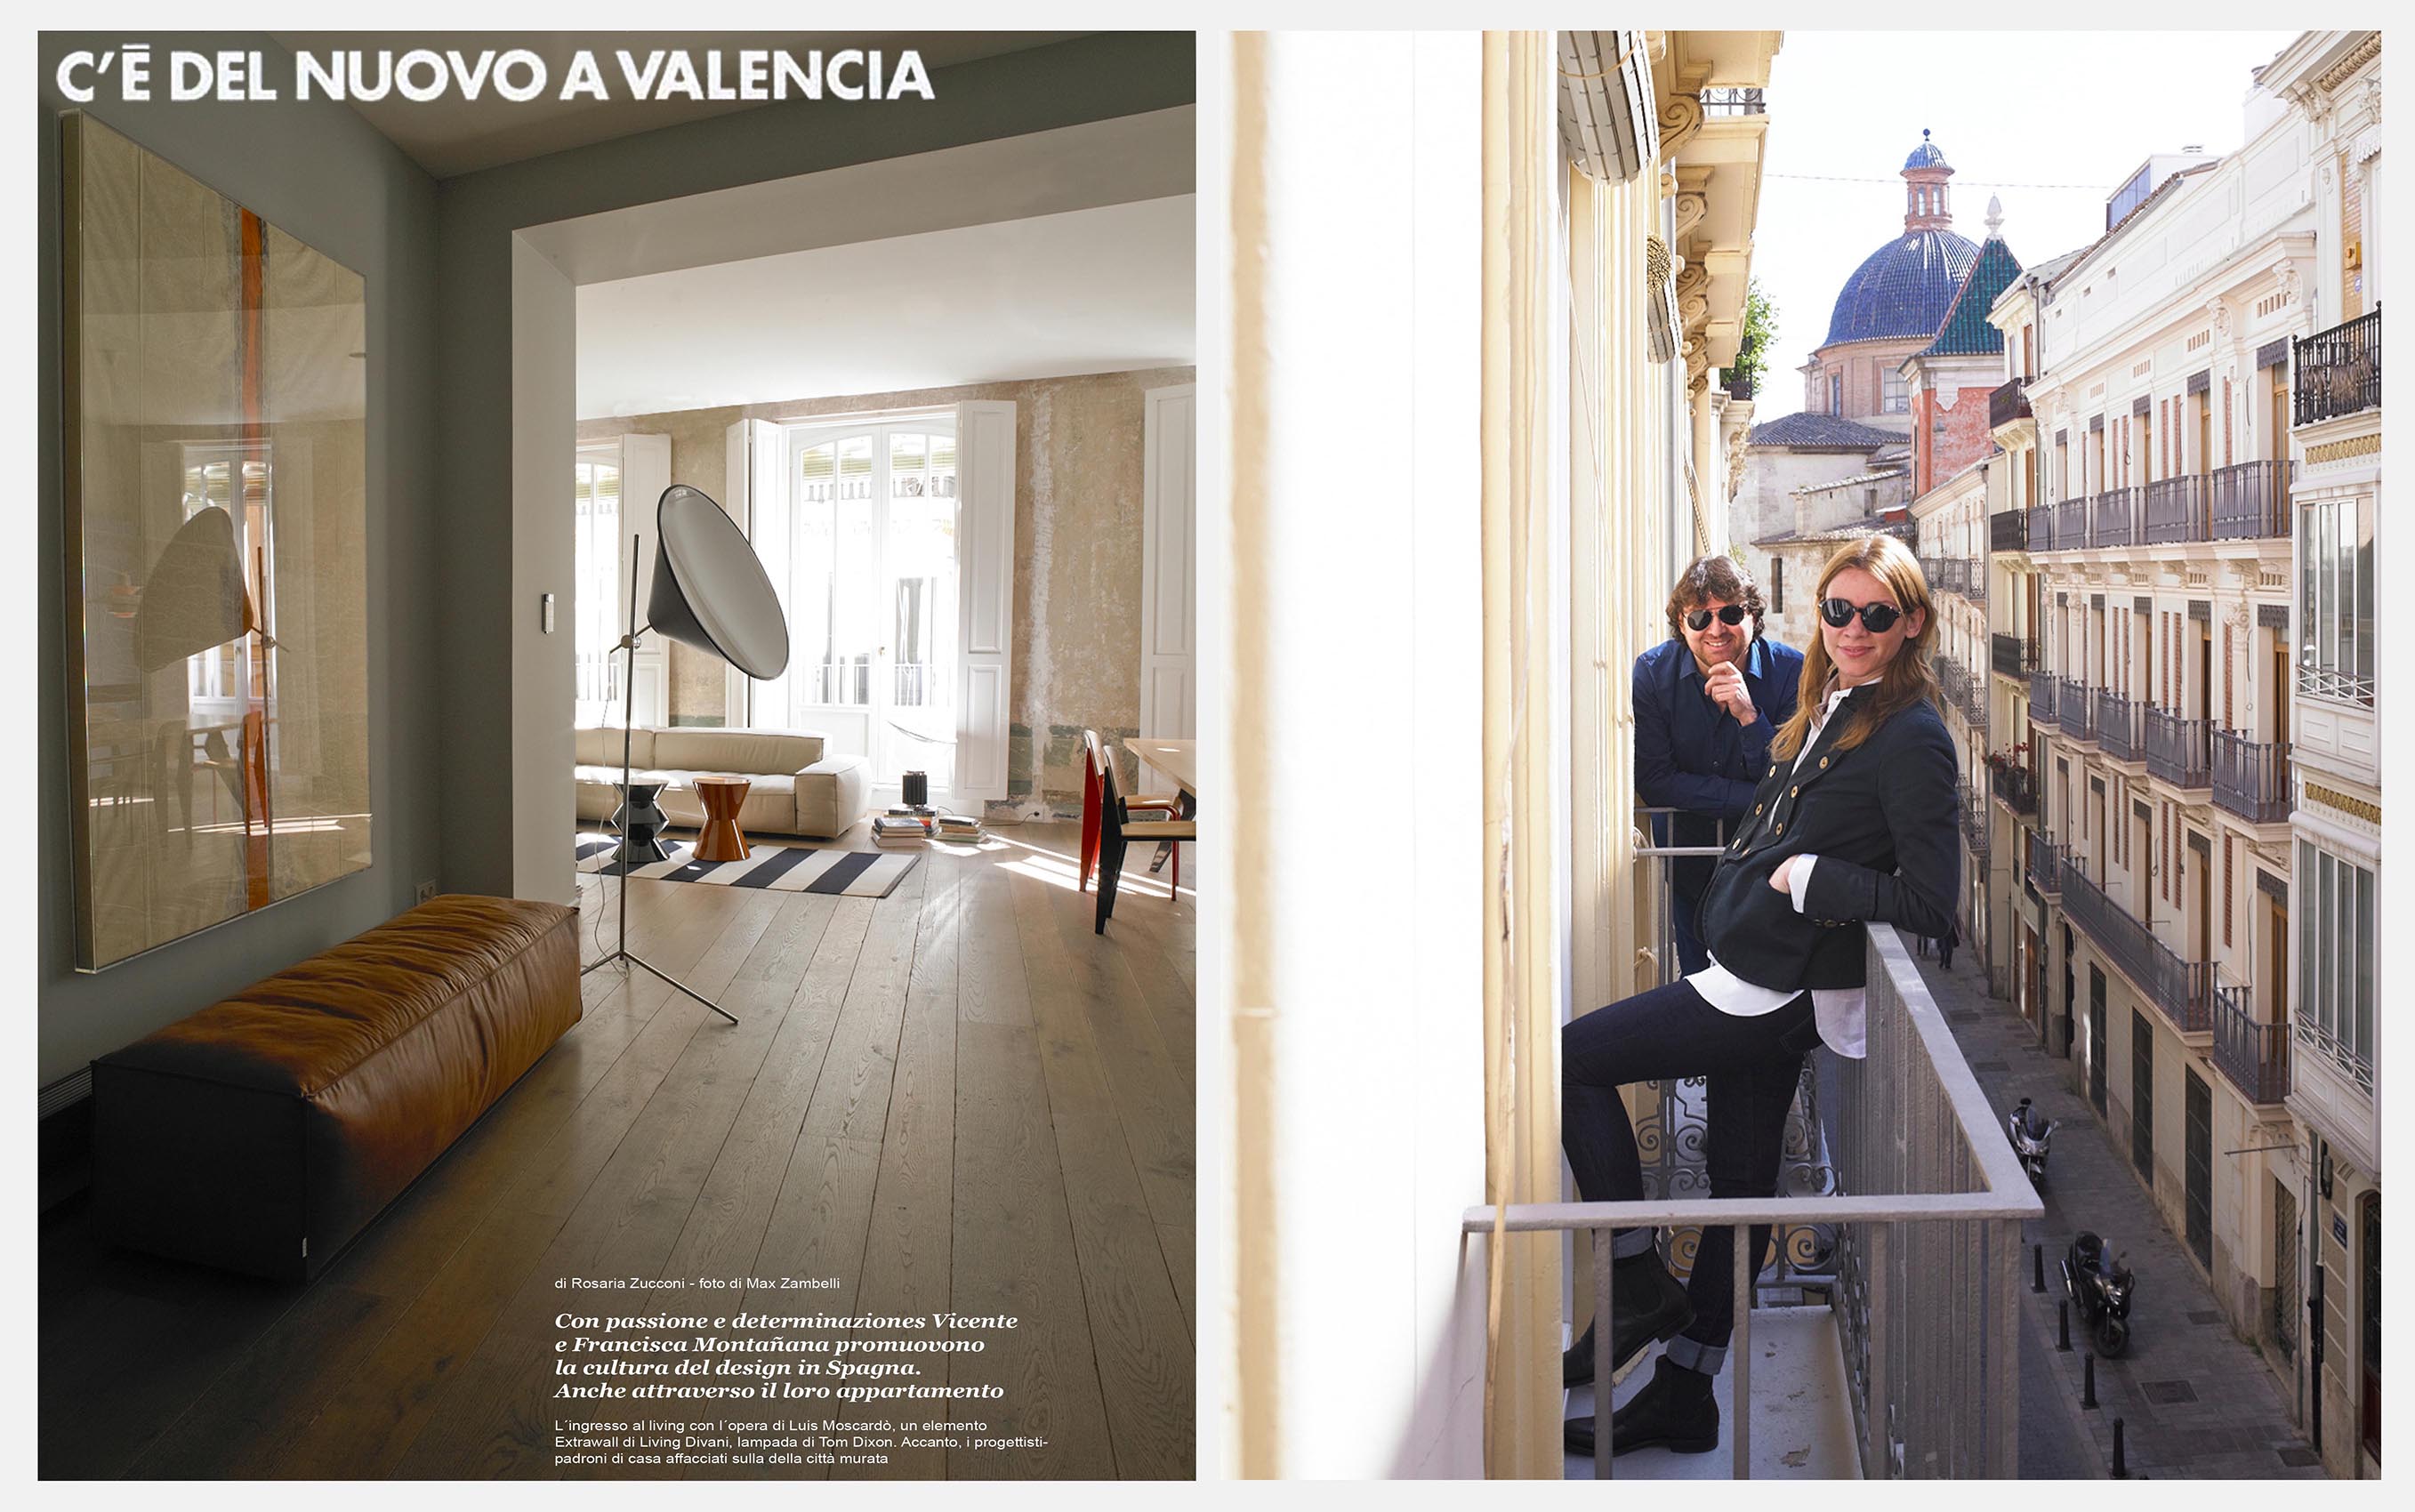 C'Ē DEL NUOVO A VALENCIA
di Rosaria Zucconi - foto di Max Zambelli
Con passione e determinaziones Vicente
e Francisca Montañana promuovono
la cultura del design in Spagna.
Anche attraverso il loro appartamento
L´ingresso al living con l´opera di Luis Moscardò, un elemento
Extrawall di Living Divani, lampada di Tom Dixon. Accanto, i progettisti-
padroni di casa affacciati sulla della città murata